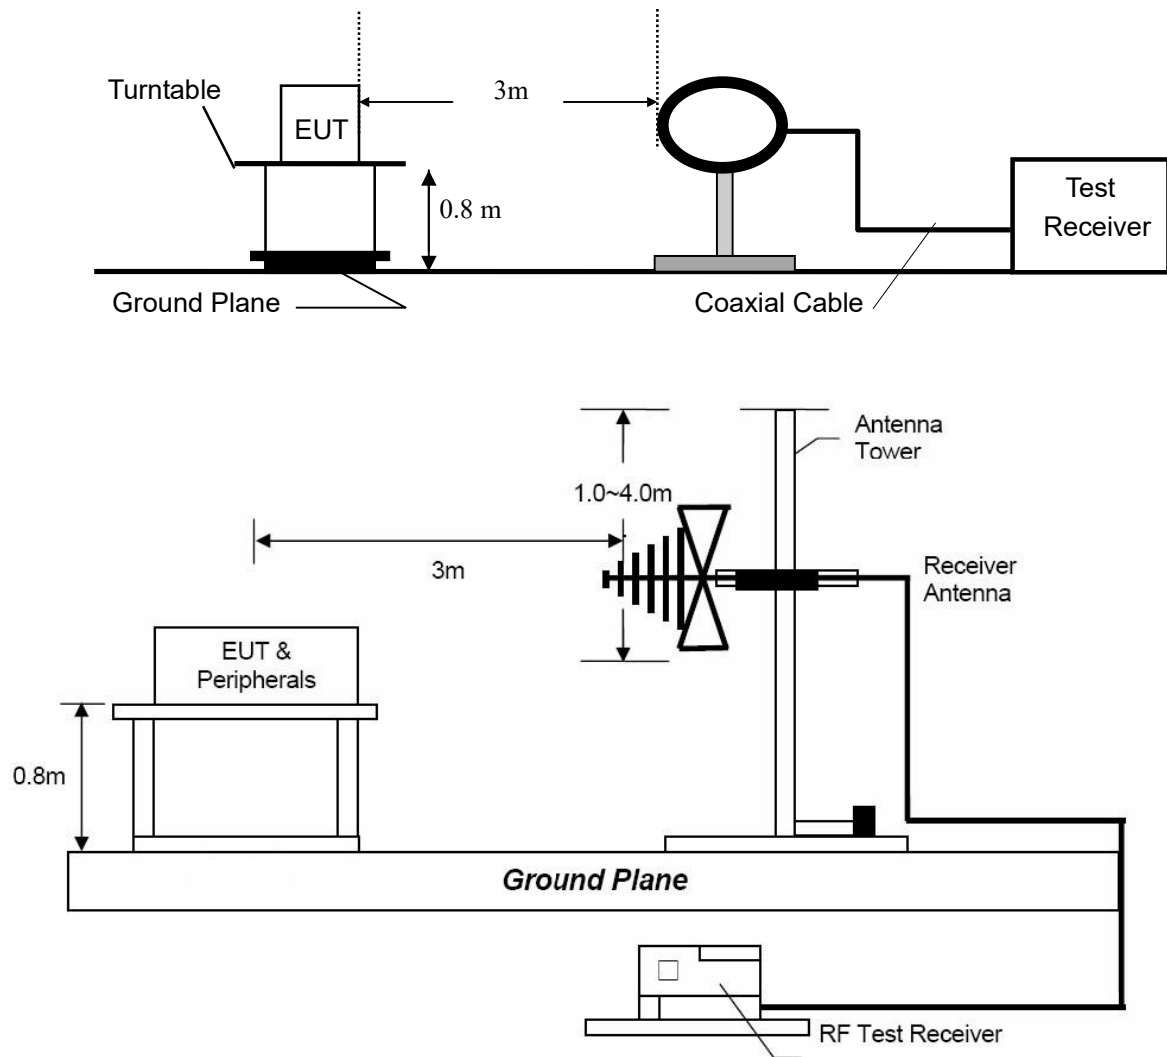 Turntable
3m
EUT
0.8 m
Test
Receiver
Ground Plane
Coaxial Cable
Antenna
Tower
1.0~4.0m
3m
Receiver
Antenna
EUT &
Peripherals
0.8m
Ground Plane
RF Test Receiver